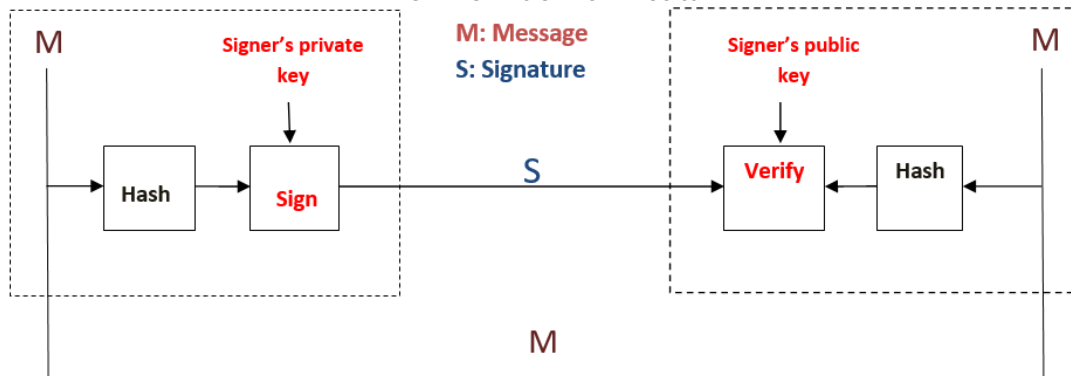 M
Signer's private
key
M: Message
S: Signature
Signer's public
key
M
Hash
Sign
S
Verify
Hash
M